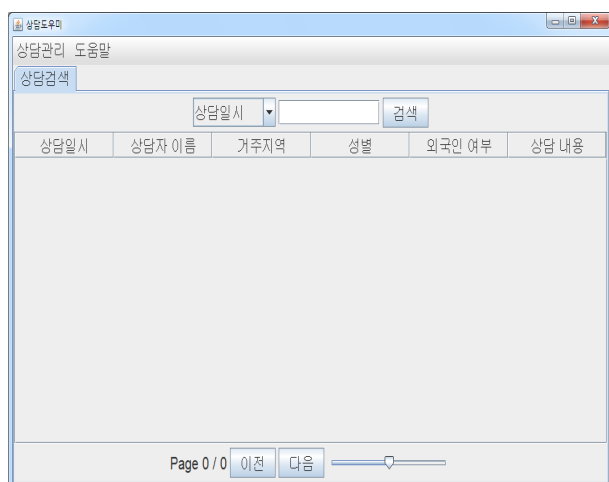 상담도우미
상담관리 도움말
상담검색
상담일시 검색
상담일시 상담자 이름 거주지역 성별 외국인 여부 상담 내용
Page 0 / 0 이전 다음